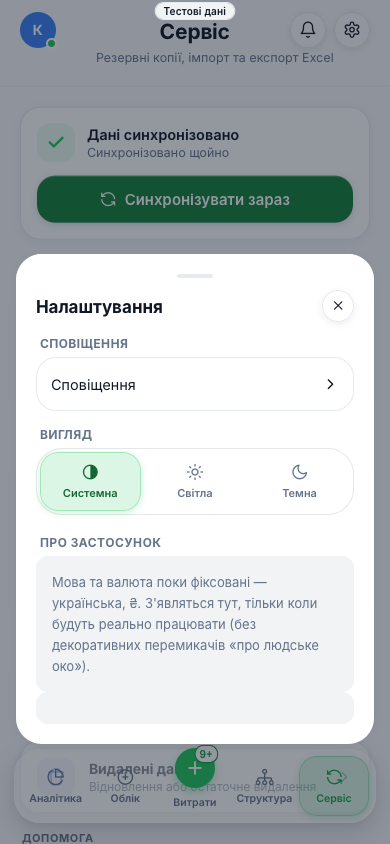 Тестові дані
К
Сервіс
Резервні копії, імпорт та експорт Excel
Дані синхронізовано
Синхронізовано щойно
Синхронізувати зараз
Налаштування
СПОВІЩЕННЯ
Сповіщення
ВИГЛЯД
Системна
Світла
Темна
ПРО ЗАСТОСУНОК
Мова та валюта поки фіксовані —
українська, ₴. З'являться тут, тільки коли
будуть реально працювати (без
декоративних перемикачів «про людське
око»).
9+
Видалені
Відновлення або остаточне видалення
Аналітика
Облік
Витрати
Структура
Сервіс
ДОПОМОГА